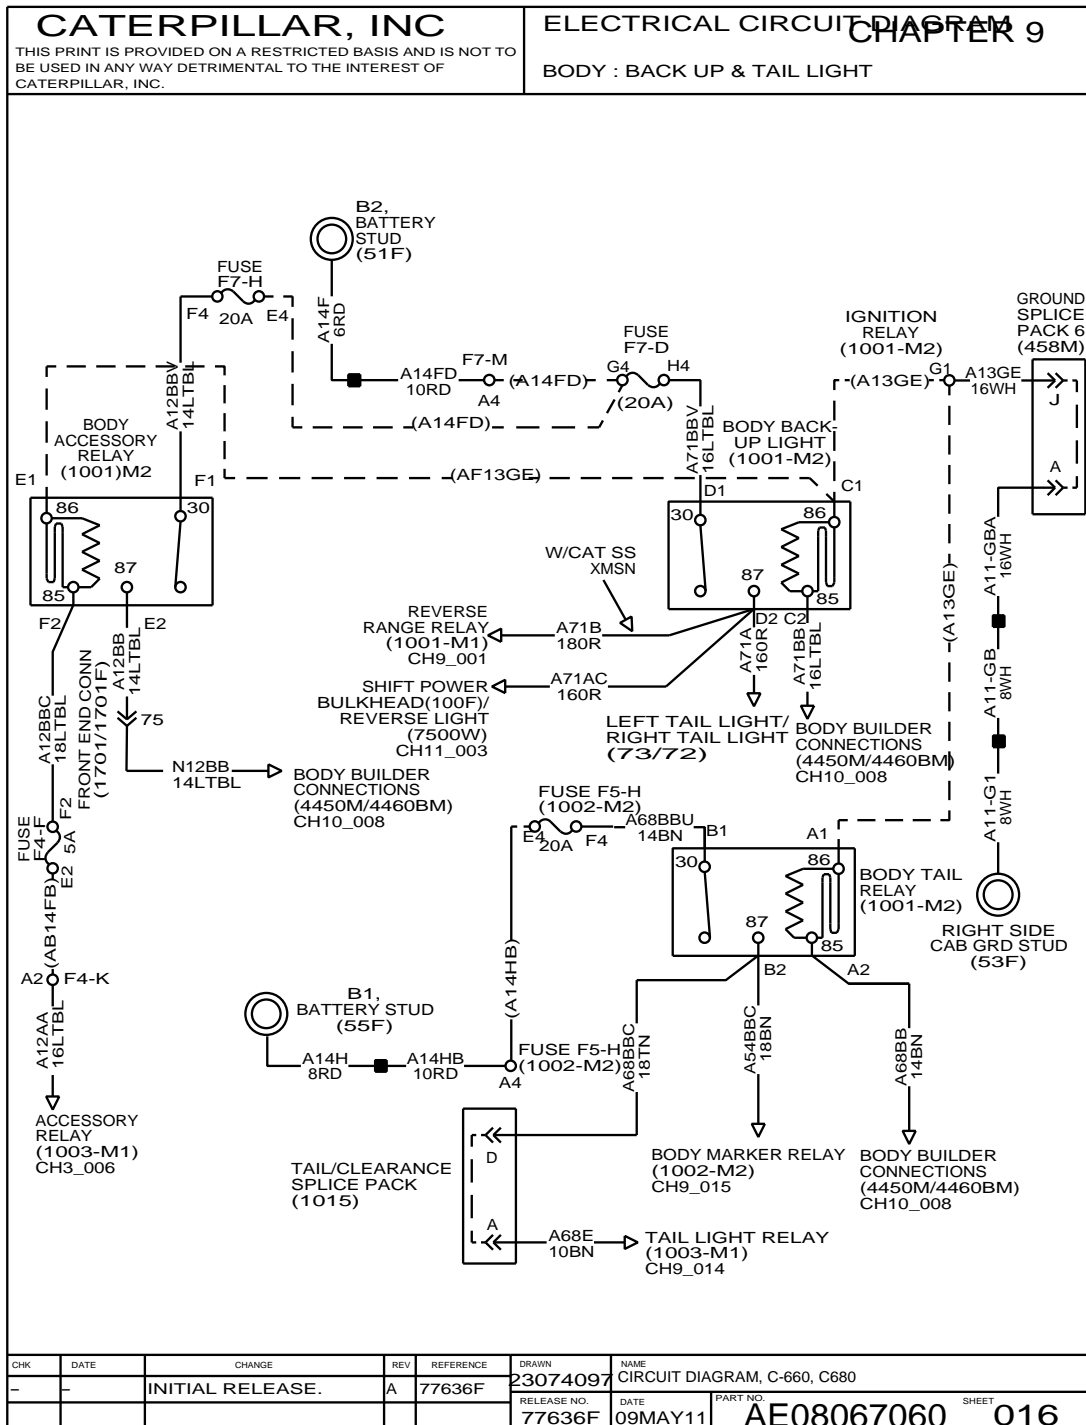 CATERPILLAR, INC
THIS PRINT IS PROVIDED ON A RESTRICTED BASIS AND IS NOT TO
BE USED IN ANY WAY DETRIMENTAL TO THE INTEREST OF
CATERPILLAR, INC.
ELECTRICAL CIRCUIT DIAGRAM
CHAPTER 9
BODY : BACK UP & TAIL LIGHT
B2,
BATTERY
STUD
(51F)
FUSE
F7-H
F4
20A
E4
A14F
6RD
A14FD
10RD
F7-M
A4
(A14FD)
FUSE
F7-D
G4
H4
(20A)
(A14FD)
IGNITION
RELAY
(1001-M2)
(A13GE)
G1
A13GE
16WH
GROUND
SPLICE
PACK 6
(458M)
J
A
A12BBV
14LTBL
BODY
ACCESSORY
RELAY
(1001)M2
E1
F1
(AF13GE)
A71BBV
16LTBL
BODY BACK-
UP LIGHT
(1001-M2)
D1
C1
86
30
85
87
F2
E2
30
86
87
85
D2
C2
W/CAT SS
XMSN
REVERSE
RANGE RELAY
(1001-M1)
CH9_001
A71B
180R
SHIFT POWER
BULKHEAD(100F)/
REVERSE LIGHT
(7500W)
CH11_003
A71AC
160R
A71A
160R
A71BB
16LTBL
LEFT TAIL LIGHT/
RIGHT TAIL LIGHT
(73/72)
BODY BUILDER
CONNECTIONS
(4450M/4460BM)
CH10_008
(A13GE)
A11-GBA
16WH
A11-GB
8WH
A11-G1
8WH
RIGHT SIDE
CAB GRD STUD
(53F)
A12BB
14LTBL
FRONT END CONN
(1701/1701F)
75
N12BB
14LTBL
BODY BUILDER
CONNECTIONS
(4450M/4460BM)
CH10_008
A12BBC
18LTBL
FUSE
F4-F
F2
5A
E2
(AB14FB)
A2
F4-K
A12AA
16LTBL
ACCESSORY
RELAY
(1003-M1)
CH3_006
FUSE F5-H
(1002-M2)
E4
20A
F4
A68BBU
14BN
B1
A1
30
86
87
85
B2
A2
BODY TAIL
RELAY
(1001-M2)
(A14HB)
B1,
BATTERY STUD
(55F)
A14H
8RD
A14HB
10RD
FUSE F5-H
(1002-M2)
A4
A68BBC
18TN
A54BBC
18BN
A68BB
14BN
TAIL/CLEARANCE
SPLICE PACK
(1015)
D
A
A68E
10BN
TAIL LIGHT RELAY
(1003-M1)
CH9_014
BODY MARKER RELAY
(1002-M2)
CH9_015
BODY BUILDER
CONNECTIONS
(4450M/4460BM)
CH10_008
CHK DATE CHANGE REV REFERENCE
- - INITIAL RELEASE. A 77636F
DRAWN
23074097
NAME
CIRCUIT DIAGRAM, C-660, C680
RELEASE NO.
77636F
DATE
09MAY11
PART NO.
AE08067060
SHEET
016